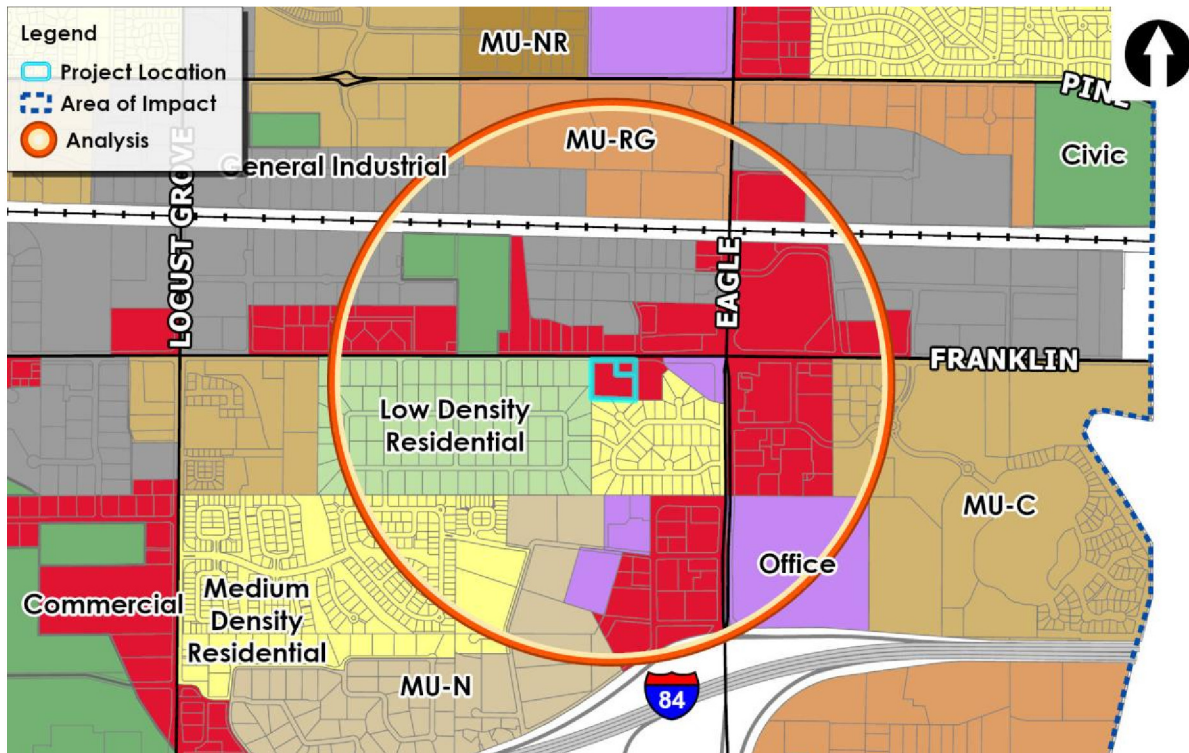 Legend
Project Location
Area of Impact
Analysis
MU-NR
PINE
MU-RG
Civic
General Industrial
LOCUST GROVE
EAGLE
FRANKLIN
Low Density
Residential
MU-C
Office
Commercial
Medium
Density
Residential
MU-N
84